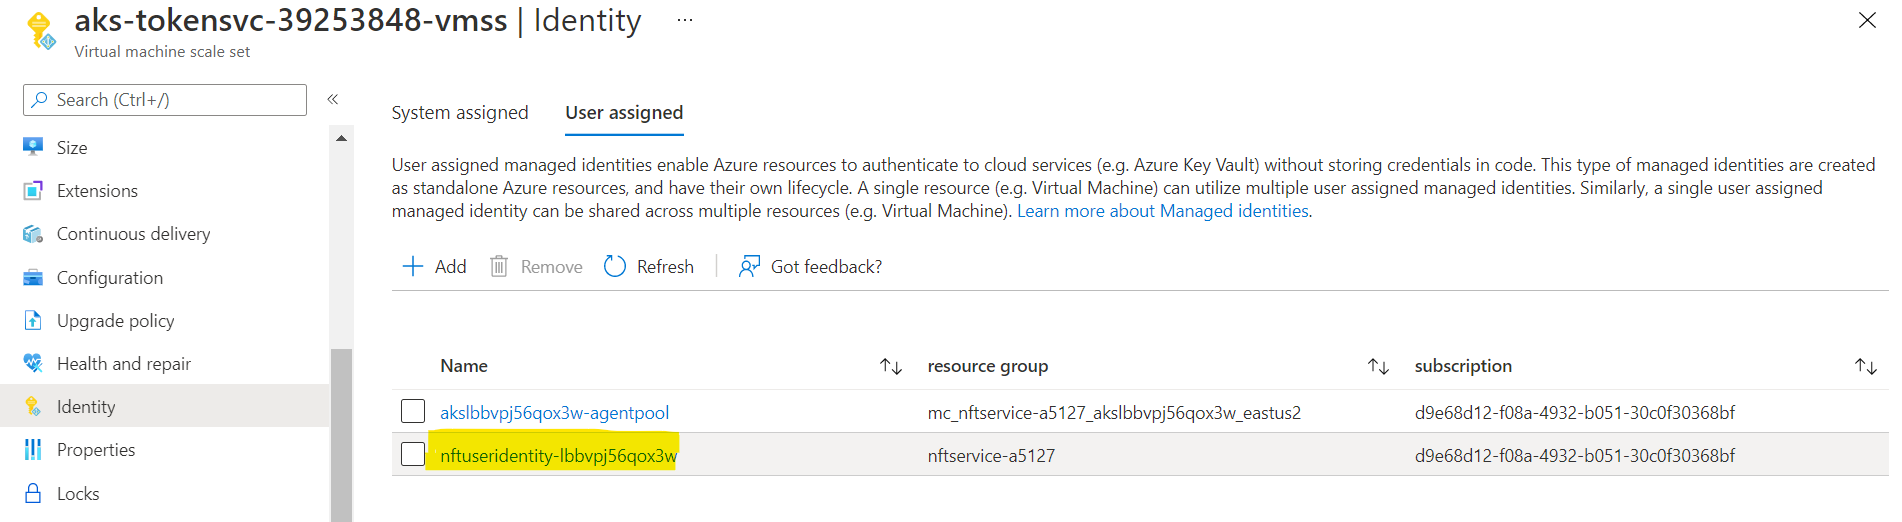 aks-tokensvc-39253848-vmss | Identity ...
Virtual machine scale set
Search (Ctrl+/)
«
Size
Extensions
Continuous delivery
Configuration
Upgrade policy
Health and repair
Identity
Properties
Locks
System assigned User assigned
User assigned managed identities enable Azure resources to authenticate to cloud services (e.g. Azure Key Vault) without storing credentials in code. This type of managed identities are created
as standalone Azure resources, and have their own lifecycle. A single resource (e.g. Virtual Machine) can utilize multiple user assigned managed identities. Similarly, a single user assigned
managed identity can be shared across multiple resources (e.g. Virtual Machine). Learn more about Managed identities.
Add Remove Refresh Got feedback?
Name resource group subscription
akslbbvpj56qox3w-agentpool mc_nftservice-a5127_akslbbvpj56qox3w_eastus2 d9e68d12-f08a-4932-b051-30c0f30368bf
nftuseridentity-lbbvpj56qox3w nftservice-a5127 d9e68d12-f08a-4932-b051-30c0f30368bf